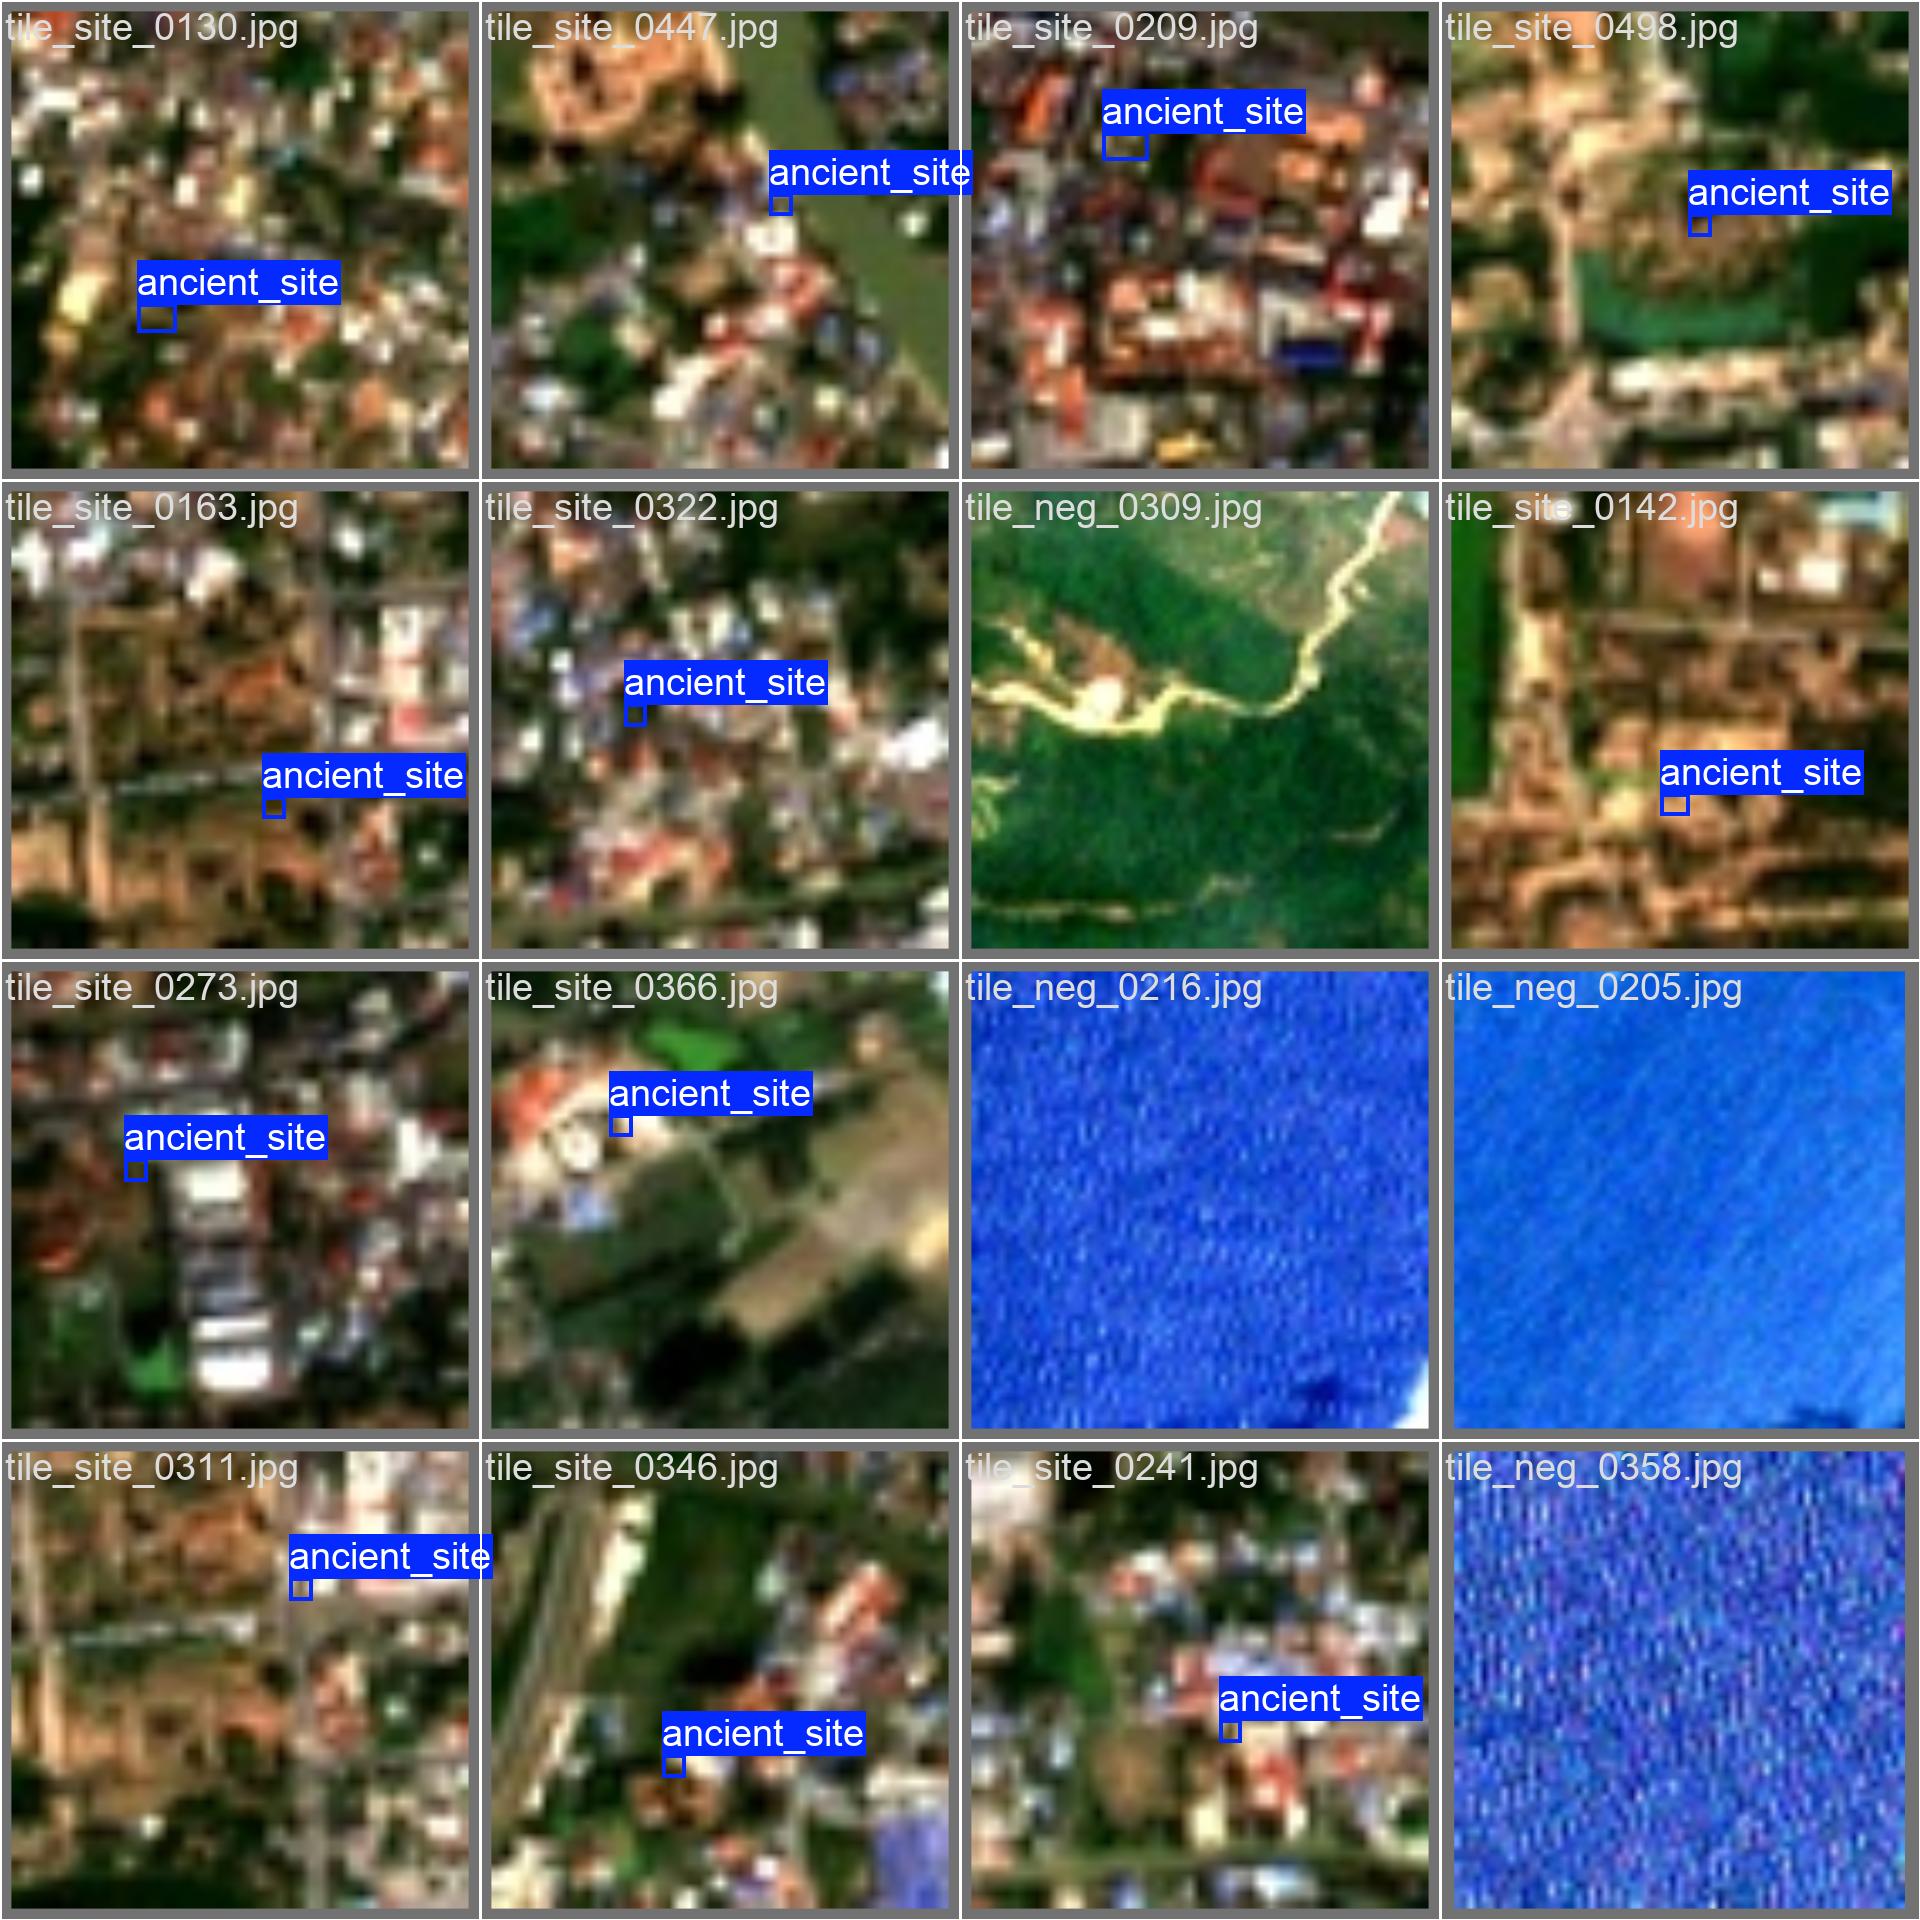 tile_site_0130.jpg
ancient_site
tile_site_0447.jpg
ancient_site
tile_site_0209.jpg
ancient_site
tile_site_0498.jpg
ancient_site
tile_site_0163.jpg
ancient_site
tile_site_0322.jpg
ancient_site
tile_neg_0309.jpg
tile_site_0142.jpg
ancient_site
tile_site_0273.jpg
ancient_site
tile_site_0366.jpg
ancient_site
tile_neg_0216.jpg
tile_neg_0205.jpg
tile_site_0311.jpg
ancient_site
tile_site_0346.jpg
ancient_site
tile_site_0241.jpg
ancient_site
tile_neg_0358.jpg